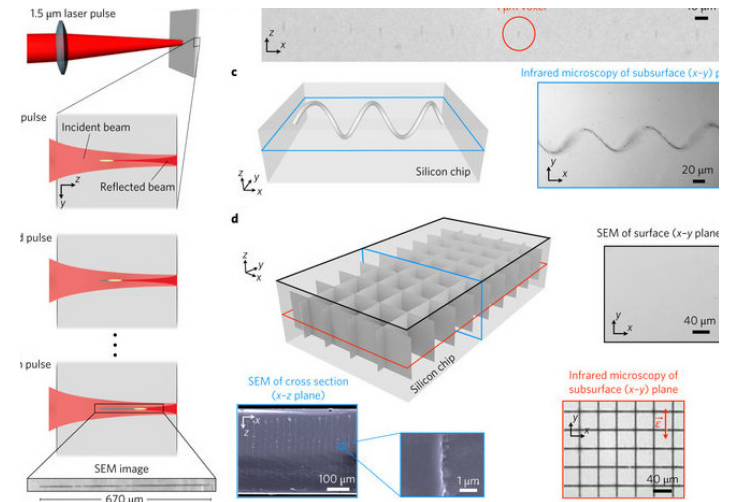 1.5 µm laser pulse
pulse
Incident beam
z
y
Reflected beam
pulse
pulse
SEM image
670 µm
1 µm voxel
10 µm
z
x
c
Silicon chip
z
y
x
Infrared microscopy of subsurface (x–y) p
y
x
20 µm
d
z
y
x
Silicon chip
SEM of surface (x–y plane
y
x
40 µm
SEM of cross section
(x–z plane)
x
z
100 µm
1 µm
Infrared microscopy of
subsurface (x–y) plane
y
x
40 µm